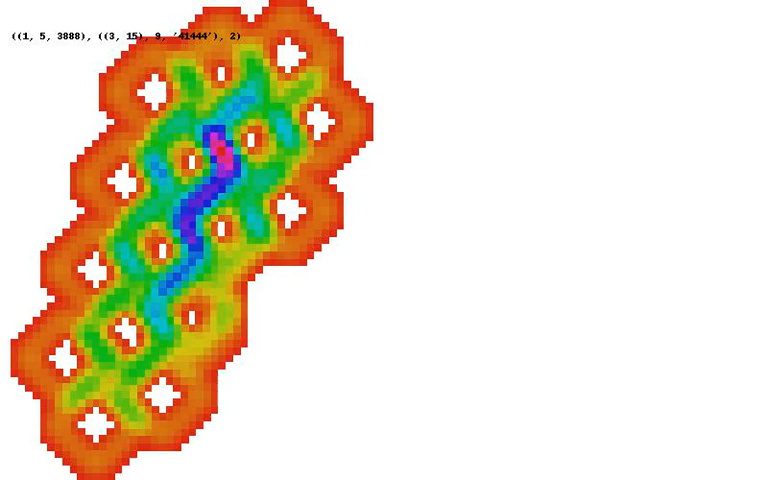 ((1, 5, 3888), ((3, 15), 9, '41444'), 2)